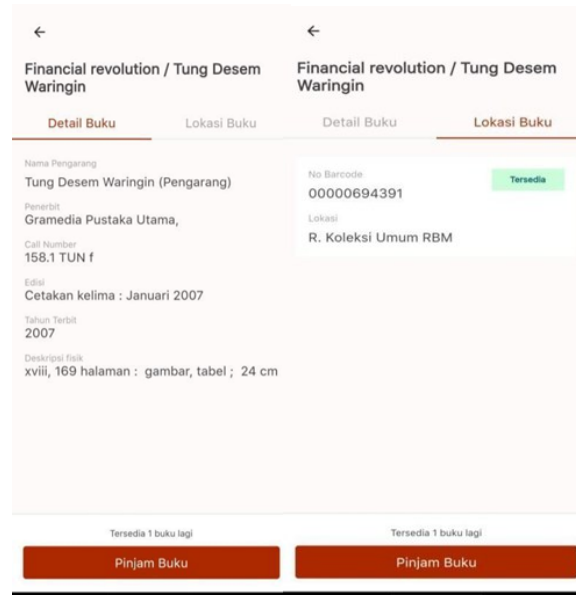 Financial revolution / Tung Desem
Waringin
Detail Buku
Lokasi Buku
Nama Pengarang
Tung Desem Waringin (Pengarang)
Penerbit
Gramedia Pustaka Utama,
Call Number
158.1 TUN f
Edisi
Cetakan kelima : Januari 2007
Tahun Terbit
2007
Deskripsi fisik
xviii, 169 halaman : gambar, tabel ; 24 cm
Tersedia 1 buku lagi
Pinjam Buku
Financial revolution / Tung Desem
Waringin
Detail Buku
Lokasi Buku
No Barcode
00000694391
Tersedia
Lokasi
R. Koleksi Umum RBM
Tersedia 1 buku lagi
Pinjam Buku